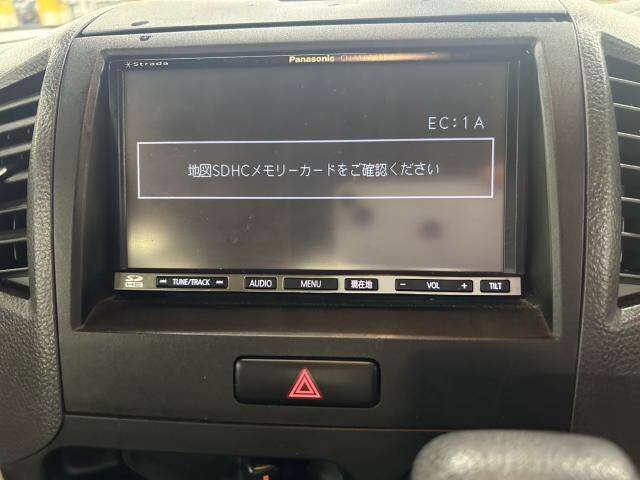 Strada
Panasonic
EC:1A
地図SDHCメモリーカードをご確認ください
SD
HC
TUNE/TRACK
AUDIO
MENU
現在地
− VOL +
TILT